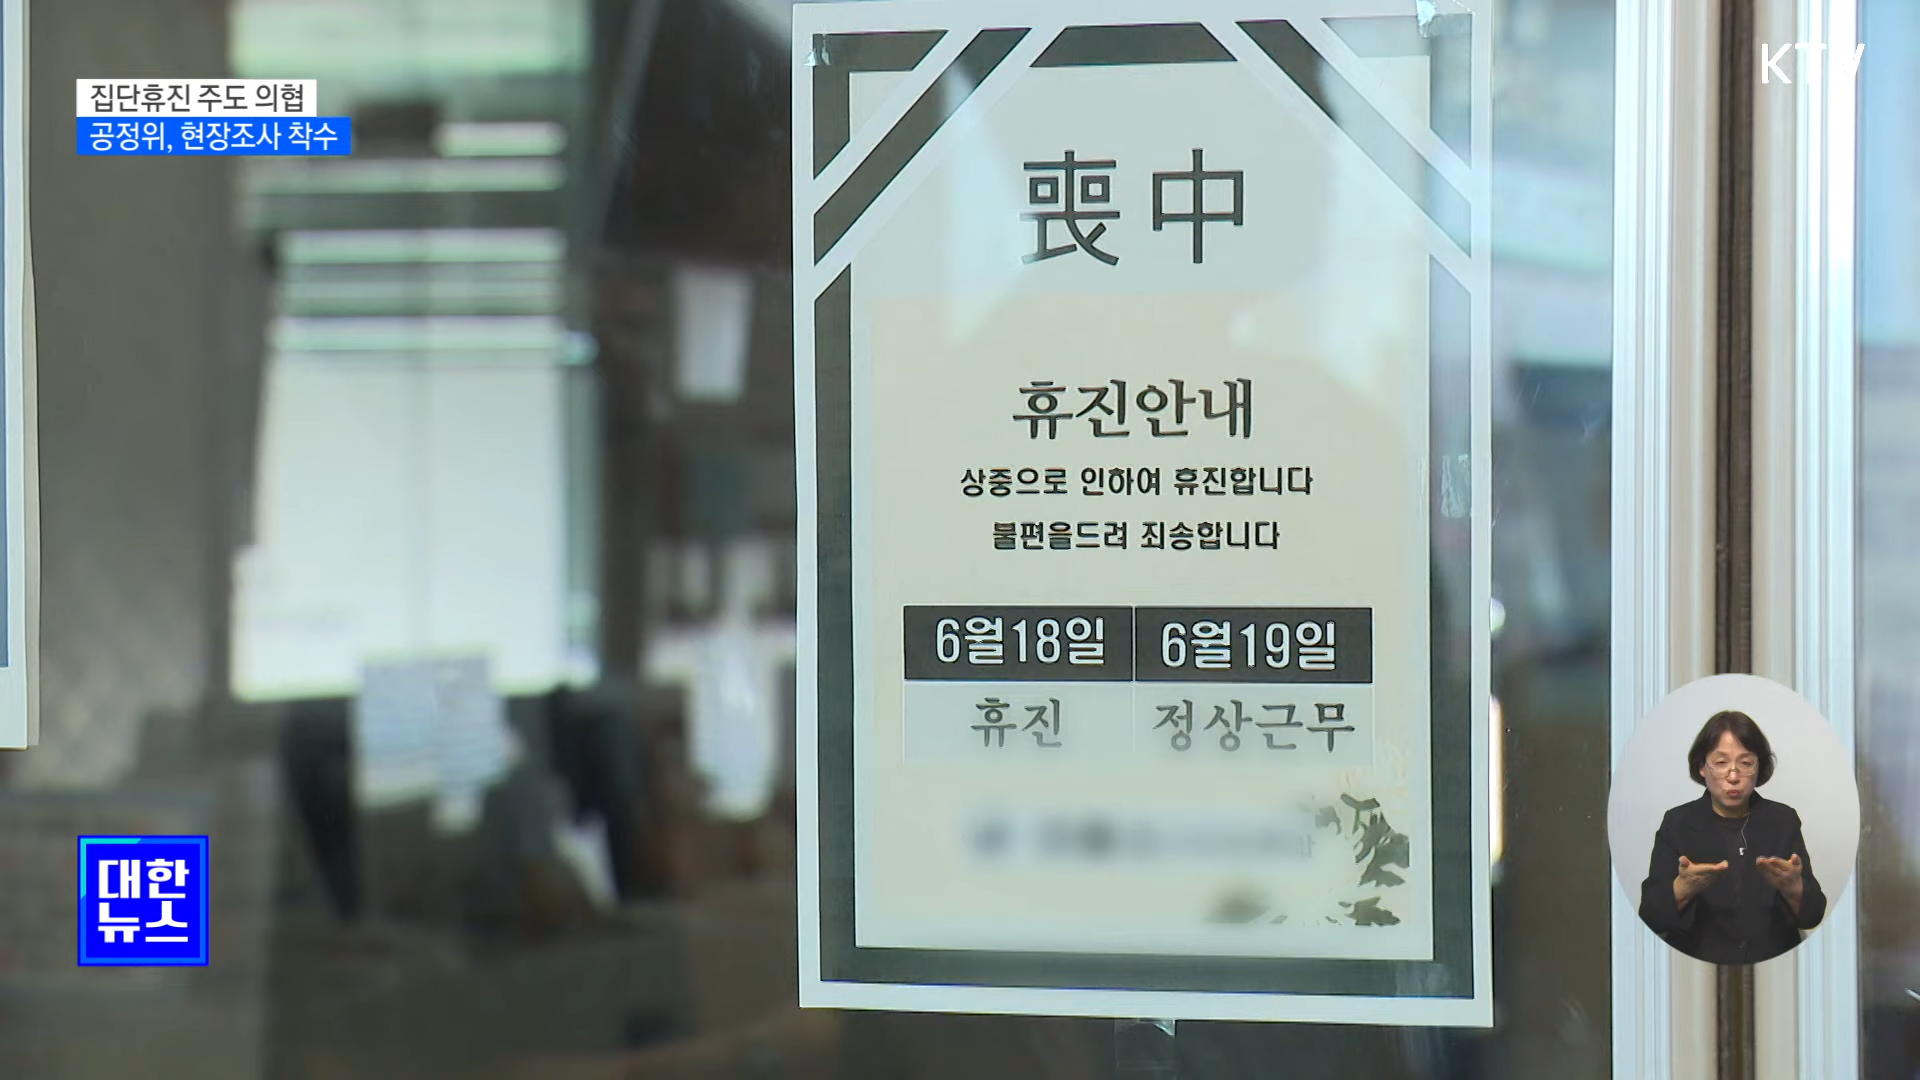 집단휴진 주도 의협
공정위, 현장조사 착수
KTV
喪中
휴진안내
상중으로 인하여 휴진합니다
불편을드려 죄송합니다
6월18일 6월19일
휴진 정상근무
대한
뉴스